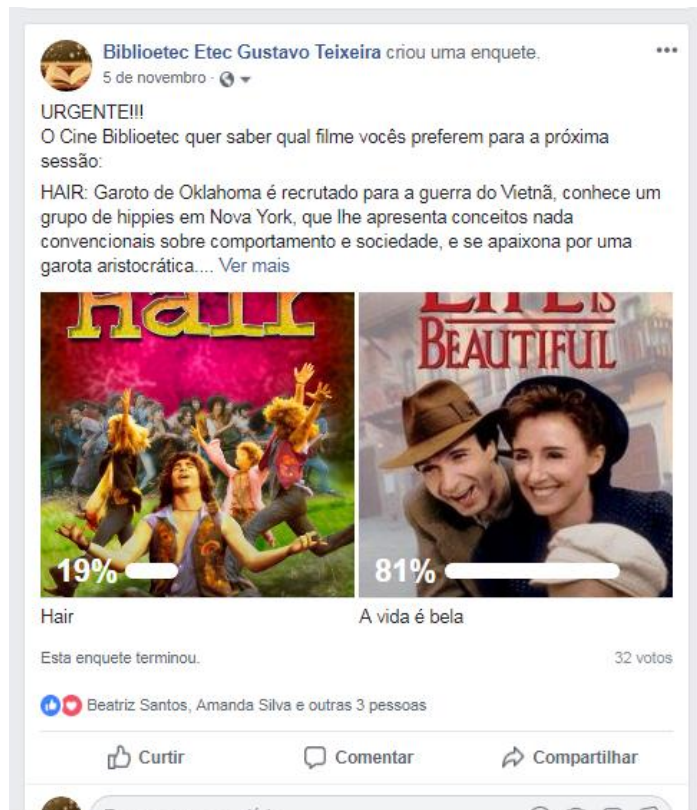 Biblioetec Etec Gustavo Teixeira criou uma enquete.
5 de novembro ·
URGENTE!!!
O Cine Biblioetec quer saber qual filme vocês preferem para a próxima
sessão:
HAIR: Garoto de Oklahoma é recrutado para a guerra do Vietnã, conhece um
grupo de hippies em Nova York, que lhe apresenta conceitos nada
convencionais sobre comportamento e sociedade, e se apaixona por uma
garota aristocrática.... Ver mais
Hair
LIFE IS
BEAUTIFUL
19%
81%
Hair
A vida é bela
Esta enquete terminou.
32 votos
Beatriz Santos, Amanda Silva e outras 3 pessoas
Curtir
Comentar
Compartilhar